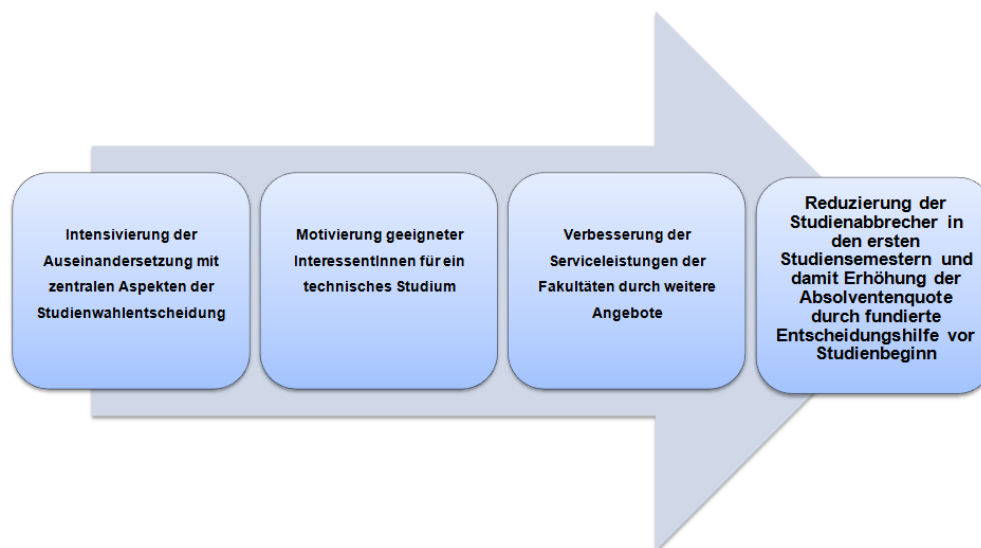 Intensivierung der
Auseinandersetzung mit
zentralen Aspekten der
Studienwahlentscheidung
Motivierung geeigneter
InteressentInnen für ein
technisches Studium
Verbesserung der
Serviceleistungen der
Fakultäten durch weitere
Angebote
Reduzierung der
Studienabbrecher in
den ersten
Studiensemestern und
damit Erhöhung der
Absolventenquote
durch fundierte
Entscheidungshilfe vor
Studienbeginn